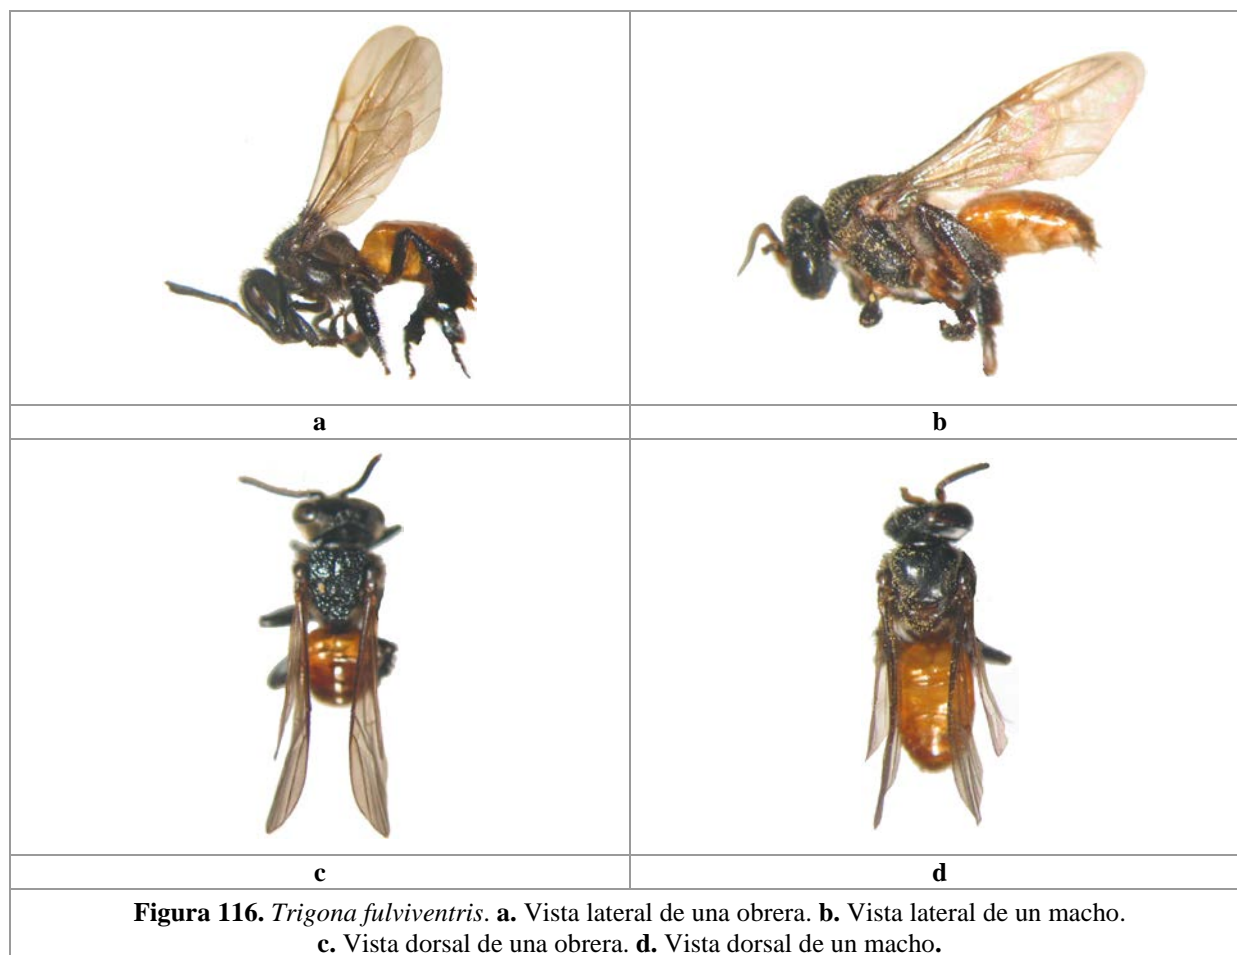 a
b
c
d
Figura 116. Trigona fulviventris. a. Vista lateral de una obrera. b. Vista lateral de un macho.
c. Vista dorsal de una obrera. d. Vista dorsal de un macho.